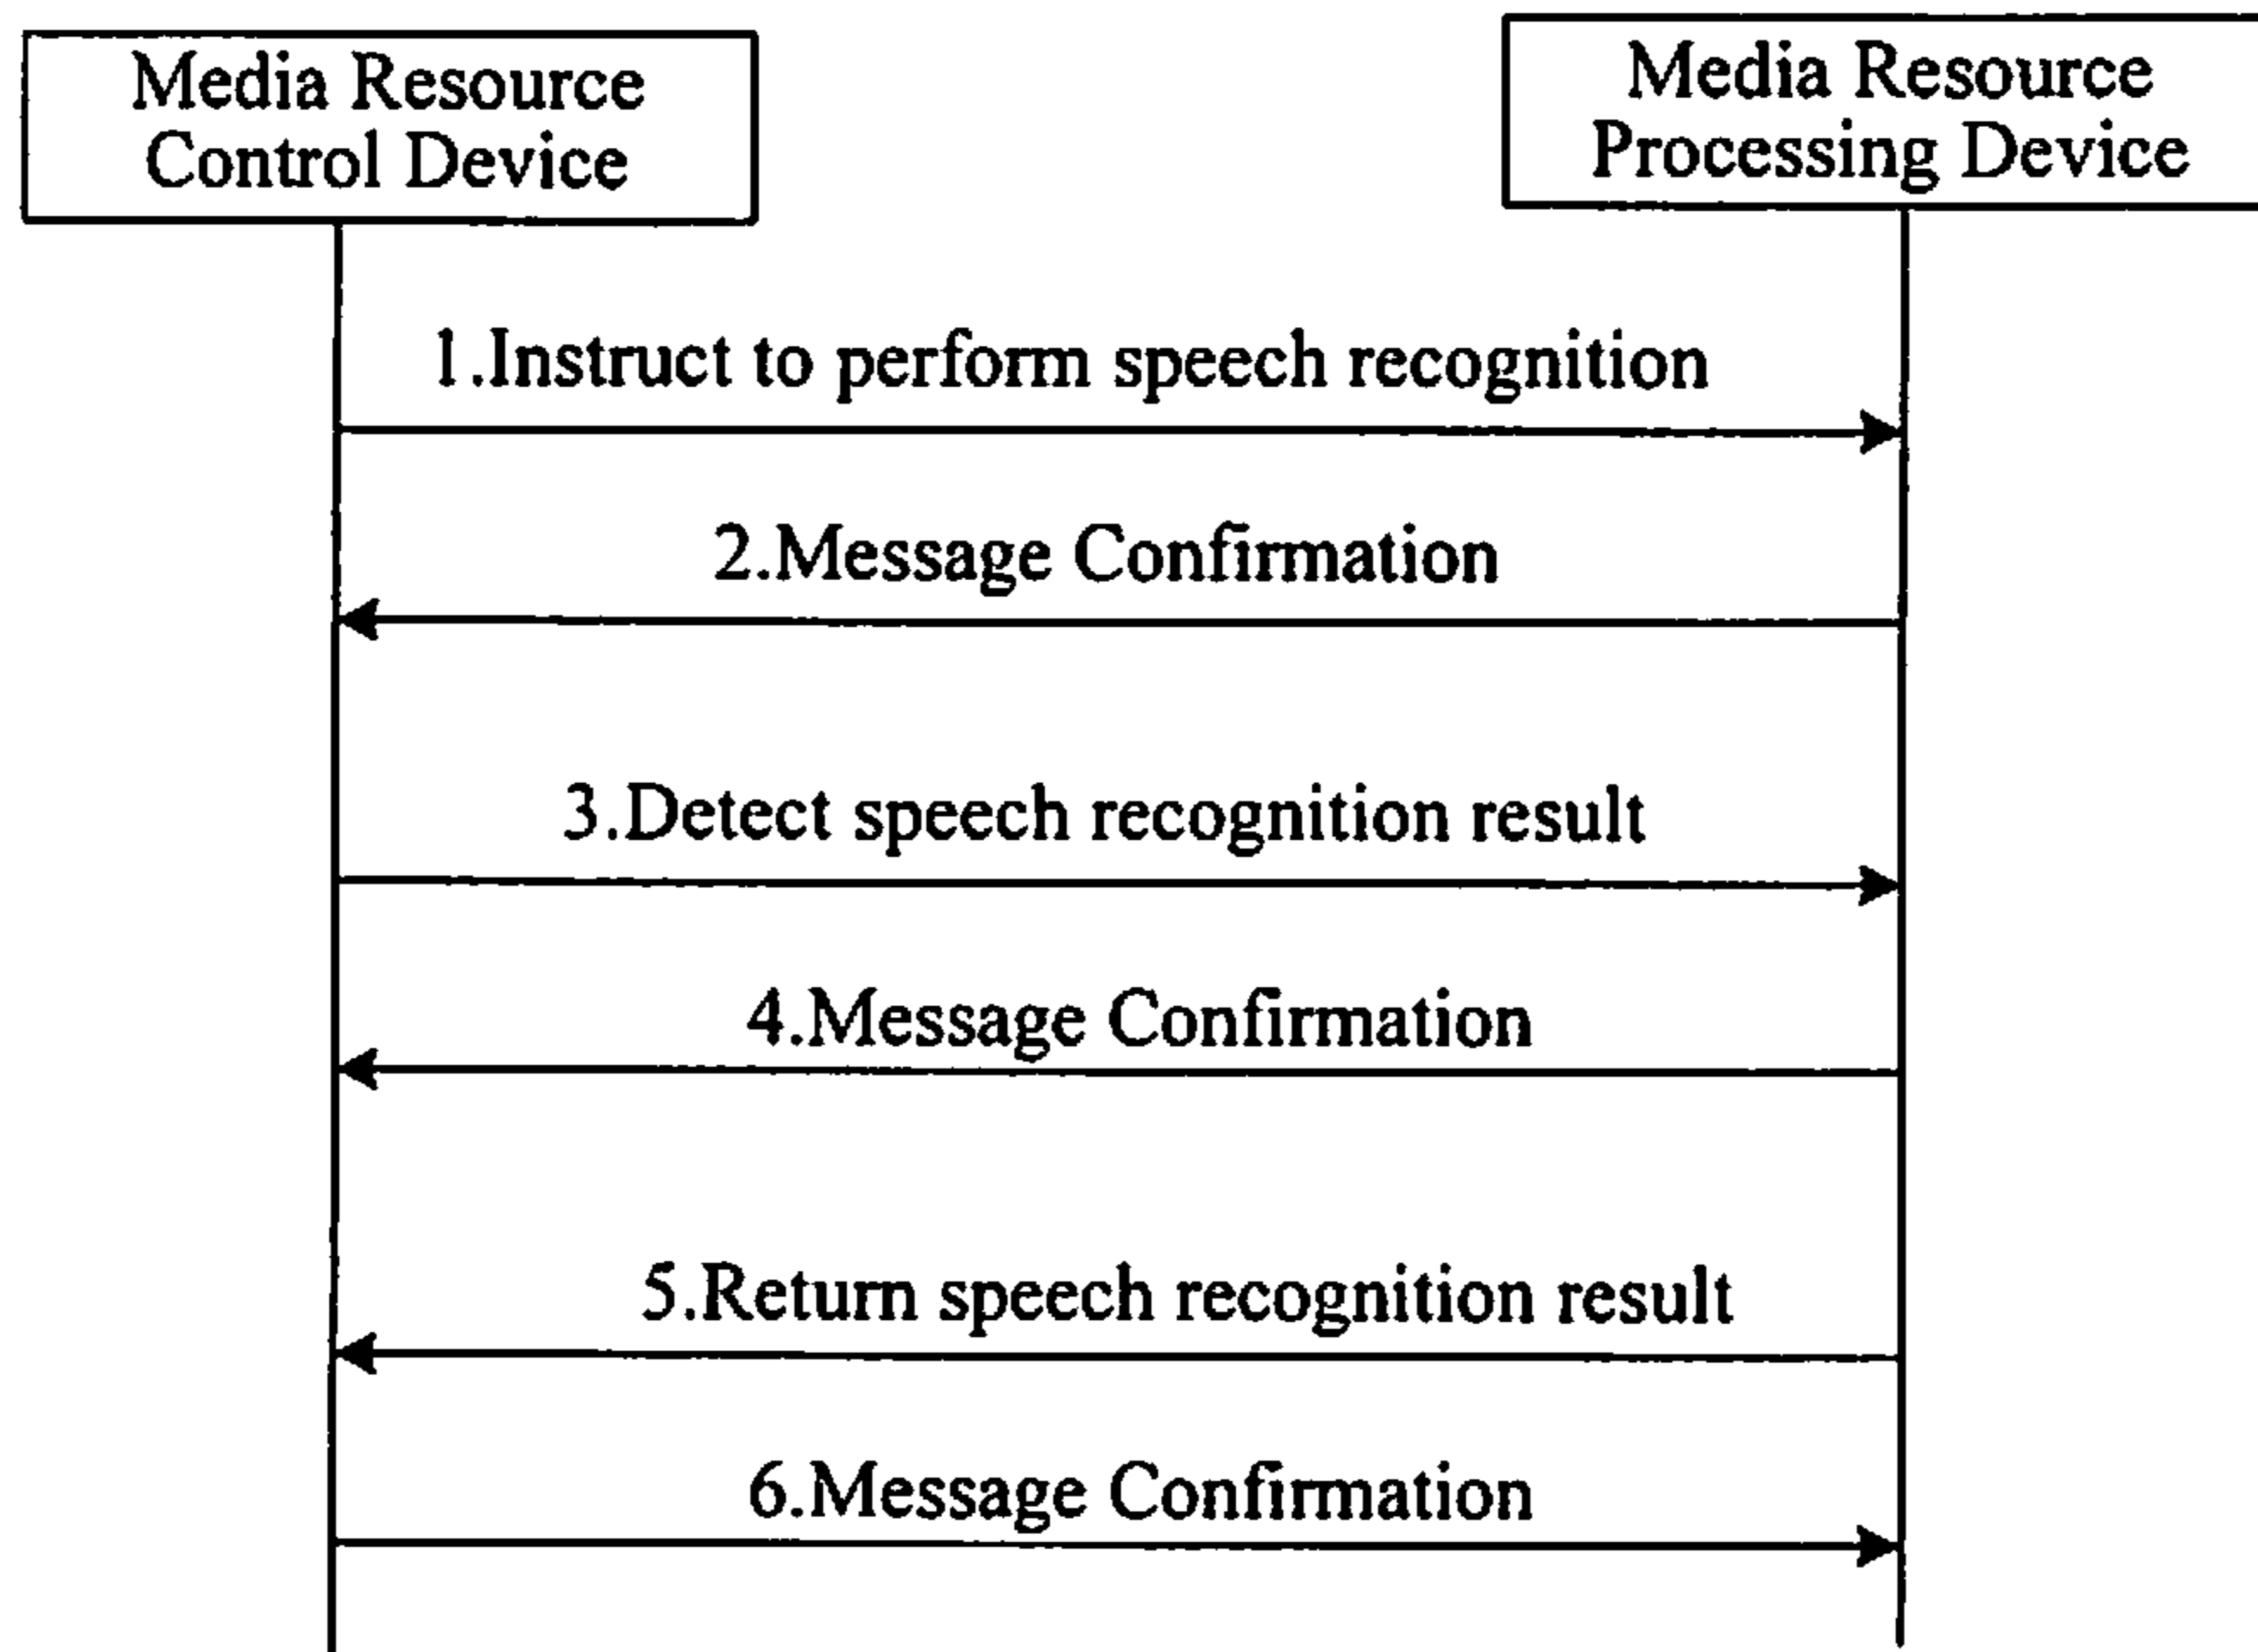 Media Resource
Control Device
Media Resource
Processing Device
1.Instruct to perform speech recognition
2.Message Confirmation
3.Detect speech recognition result
4.Message Confirmation
5.Return speech recognition result
6.Message Confirmation